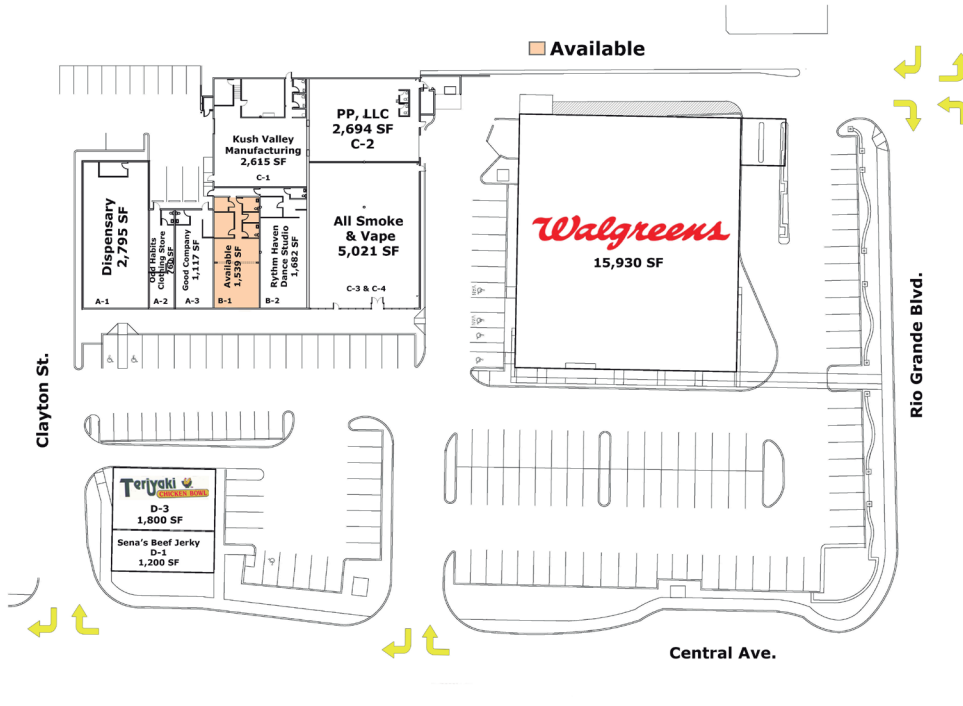 Available
PP, LLC
2,694 SF
C-2
Kush Valley
Manufacturing
2,615 SF
C-1
Dispensary
2,795 SF
A-1
Odd Habits
Clothing Store
760 SF
A-2
Good Company
1,117 SF
A-3
Available
1,539 SF
B-1
Rythm Haven
Dance Studio
1,682 SF
B-2
All Smoke
& Vape
5,021 SF
C-3 & C-4
Walgreens
15,930 SF
Clayton St.
Rio Grande Blvd.
Teriyaki
CHICKEN BOWL
D-3
1,800 SF
Sena's Beef Jerky
D-1
1,200 SF
Central Ave.